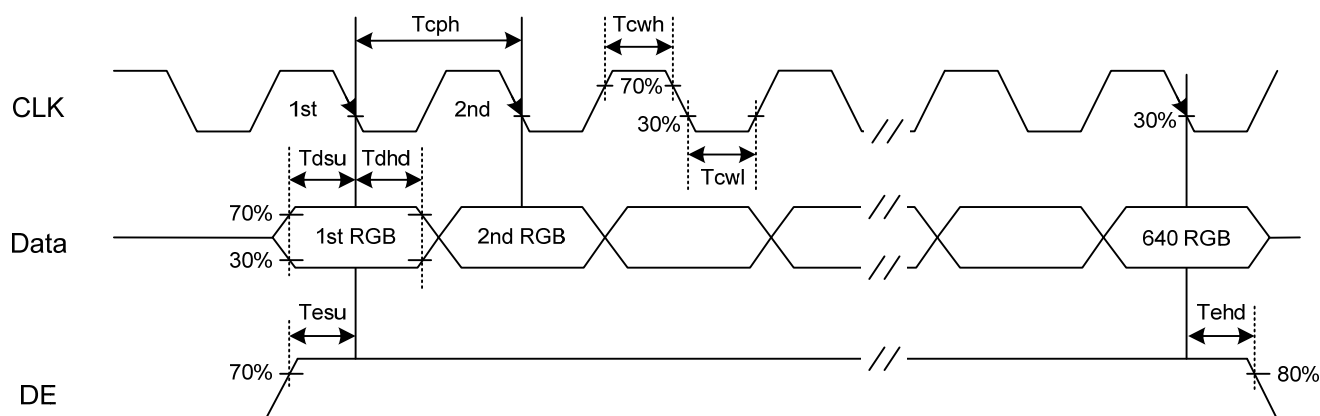 Tcph
Tcwh
CLK
1st
2nd
70%
30%
30%
Tcwl
Tdsu
Tdhd
Data
70%
30%
1st RGB
2nd RGB
640 RGB
Tesu
Tehd
DE
70%
80%